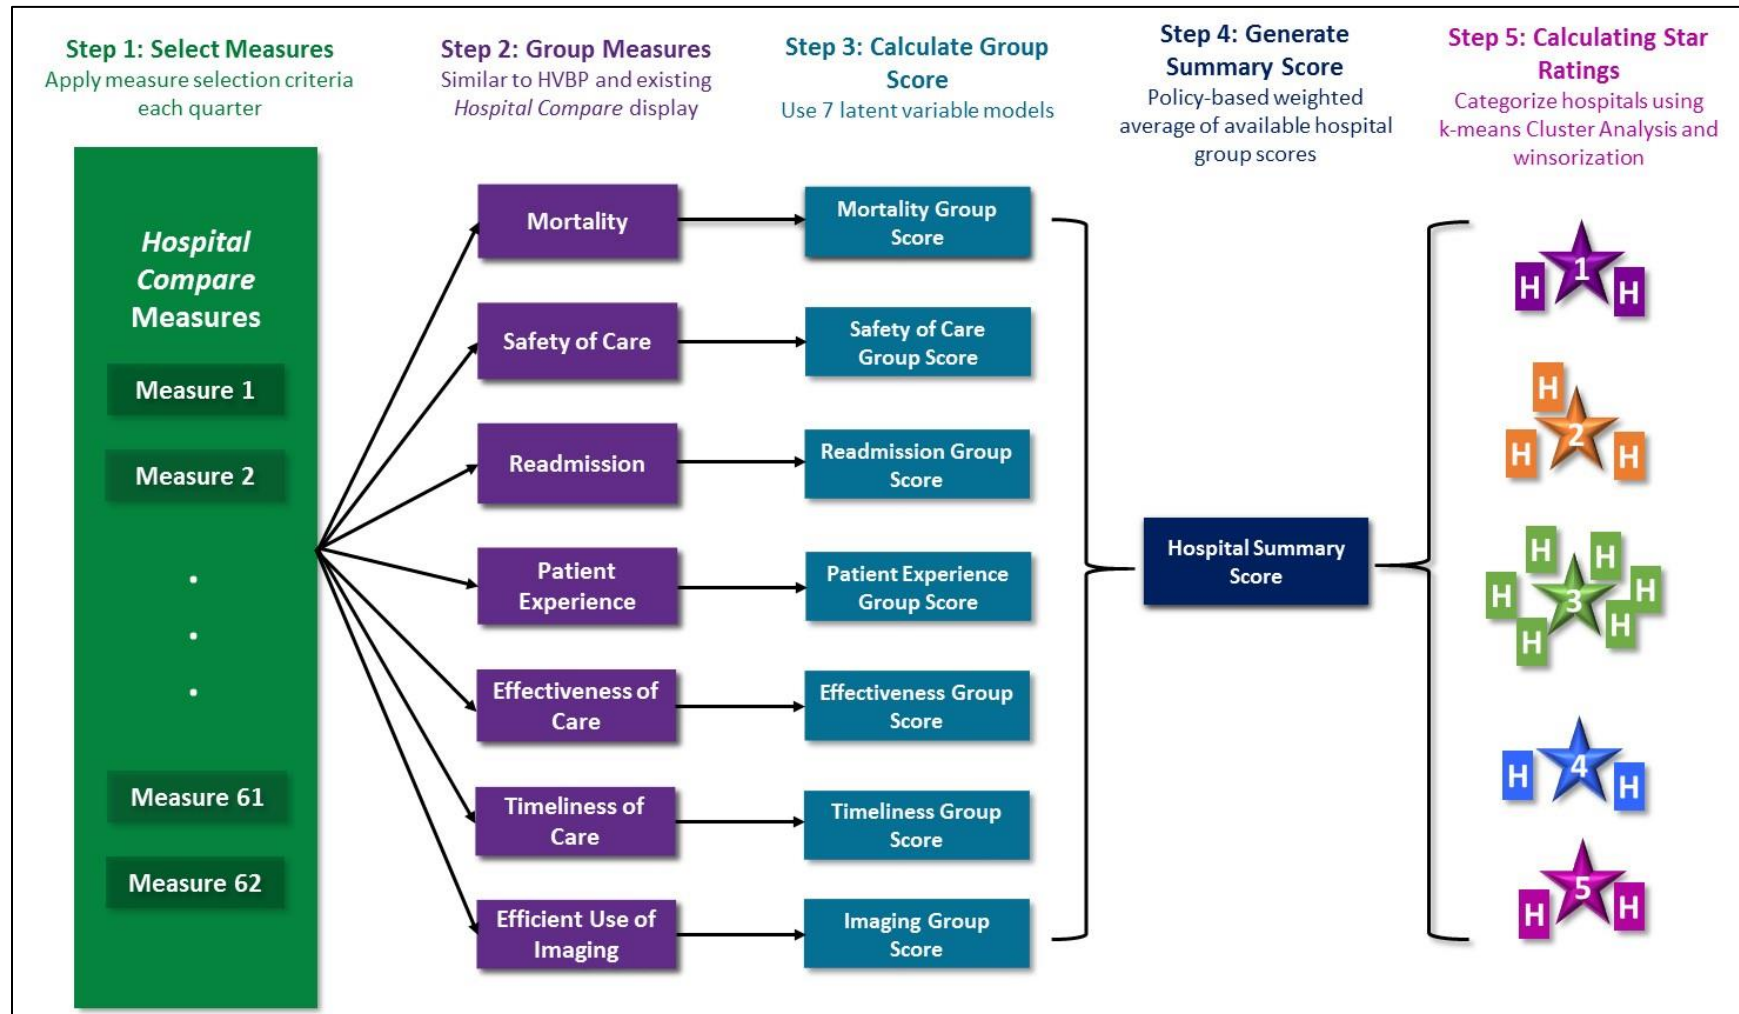 Step 1: Select Measures
Apply measure selection criteria
each quarter
Step 2: Group Measures
Similar to HVBP and existing
Hospital Compare display
Step 3: Calculate Group
Score
Use 7 latent variable models
Step 4: Generate
Summary Score
Policy-based weighted
average of available hospital
group scores
Step 5: Calculating Star
Ratings
Categorize hospitals using
k-means Cluster Analysis and
winsorization
Hospital
Compare
Measures
Measure 1
Measure 2
.
.
.
Measure 61
Measure 62
Mortality
Safety of Care
Readmission
Patient
Experience
Effectiveness of
Care
Timeliness of
Care
Efficient Use of
Imaging
Mortality Group
Score
Safety of Care
Group Score
Readmission Group
Score
Patient Experience
Group Score
Effectiveness Group
Score
Timeliness Group
Score
Imaging Group
Score
Hospital Summary
Score
H 1 H
H
H 2 H
H H
H 3 H
H H
H 4 H
H 5 H